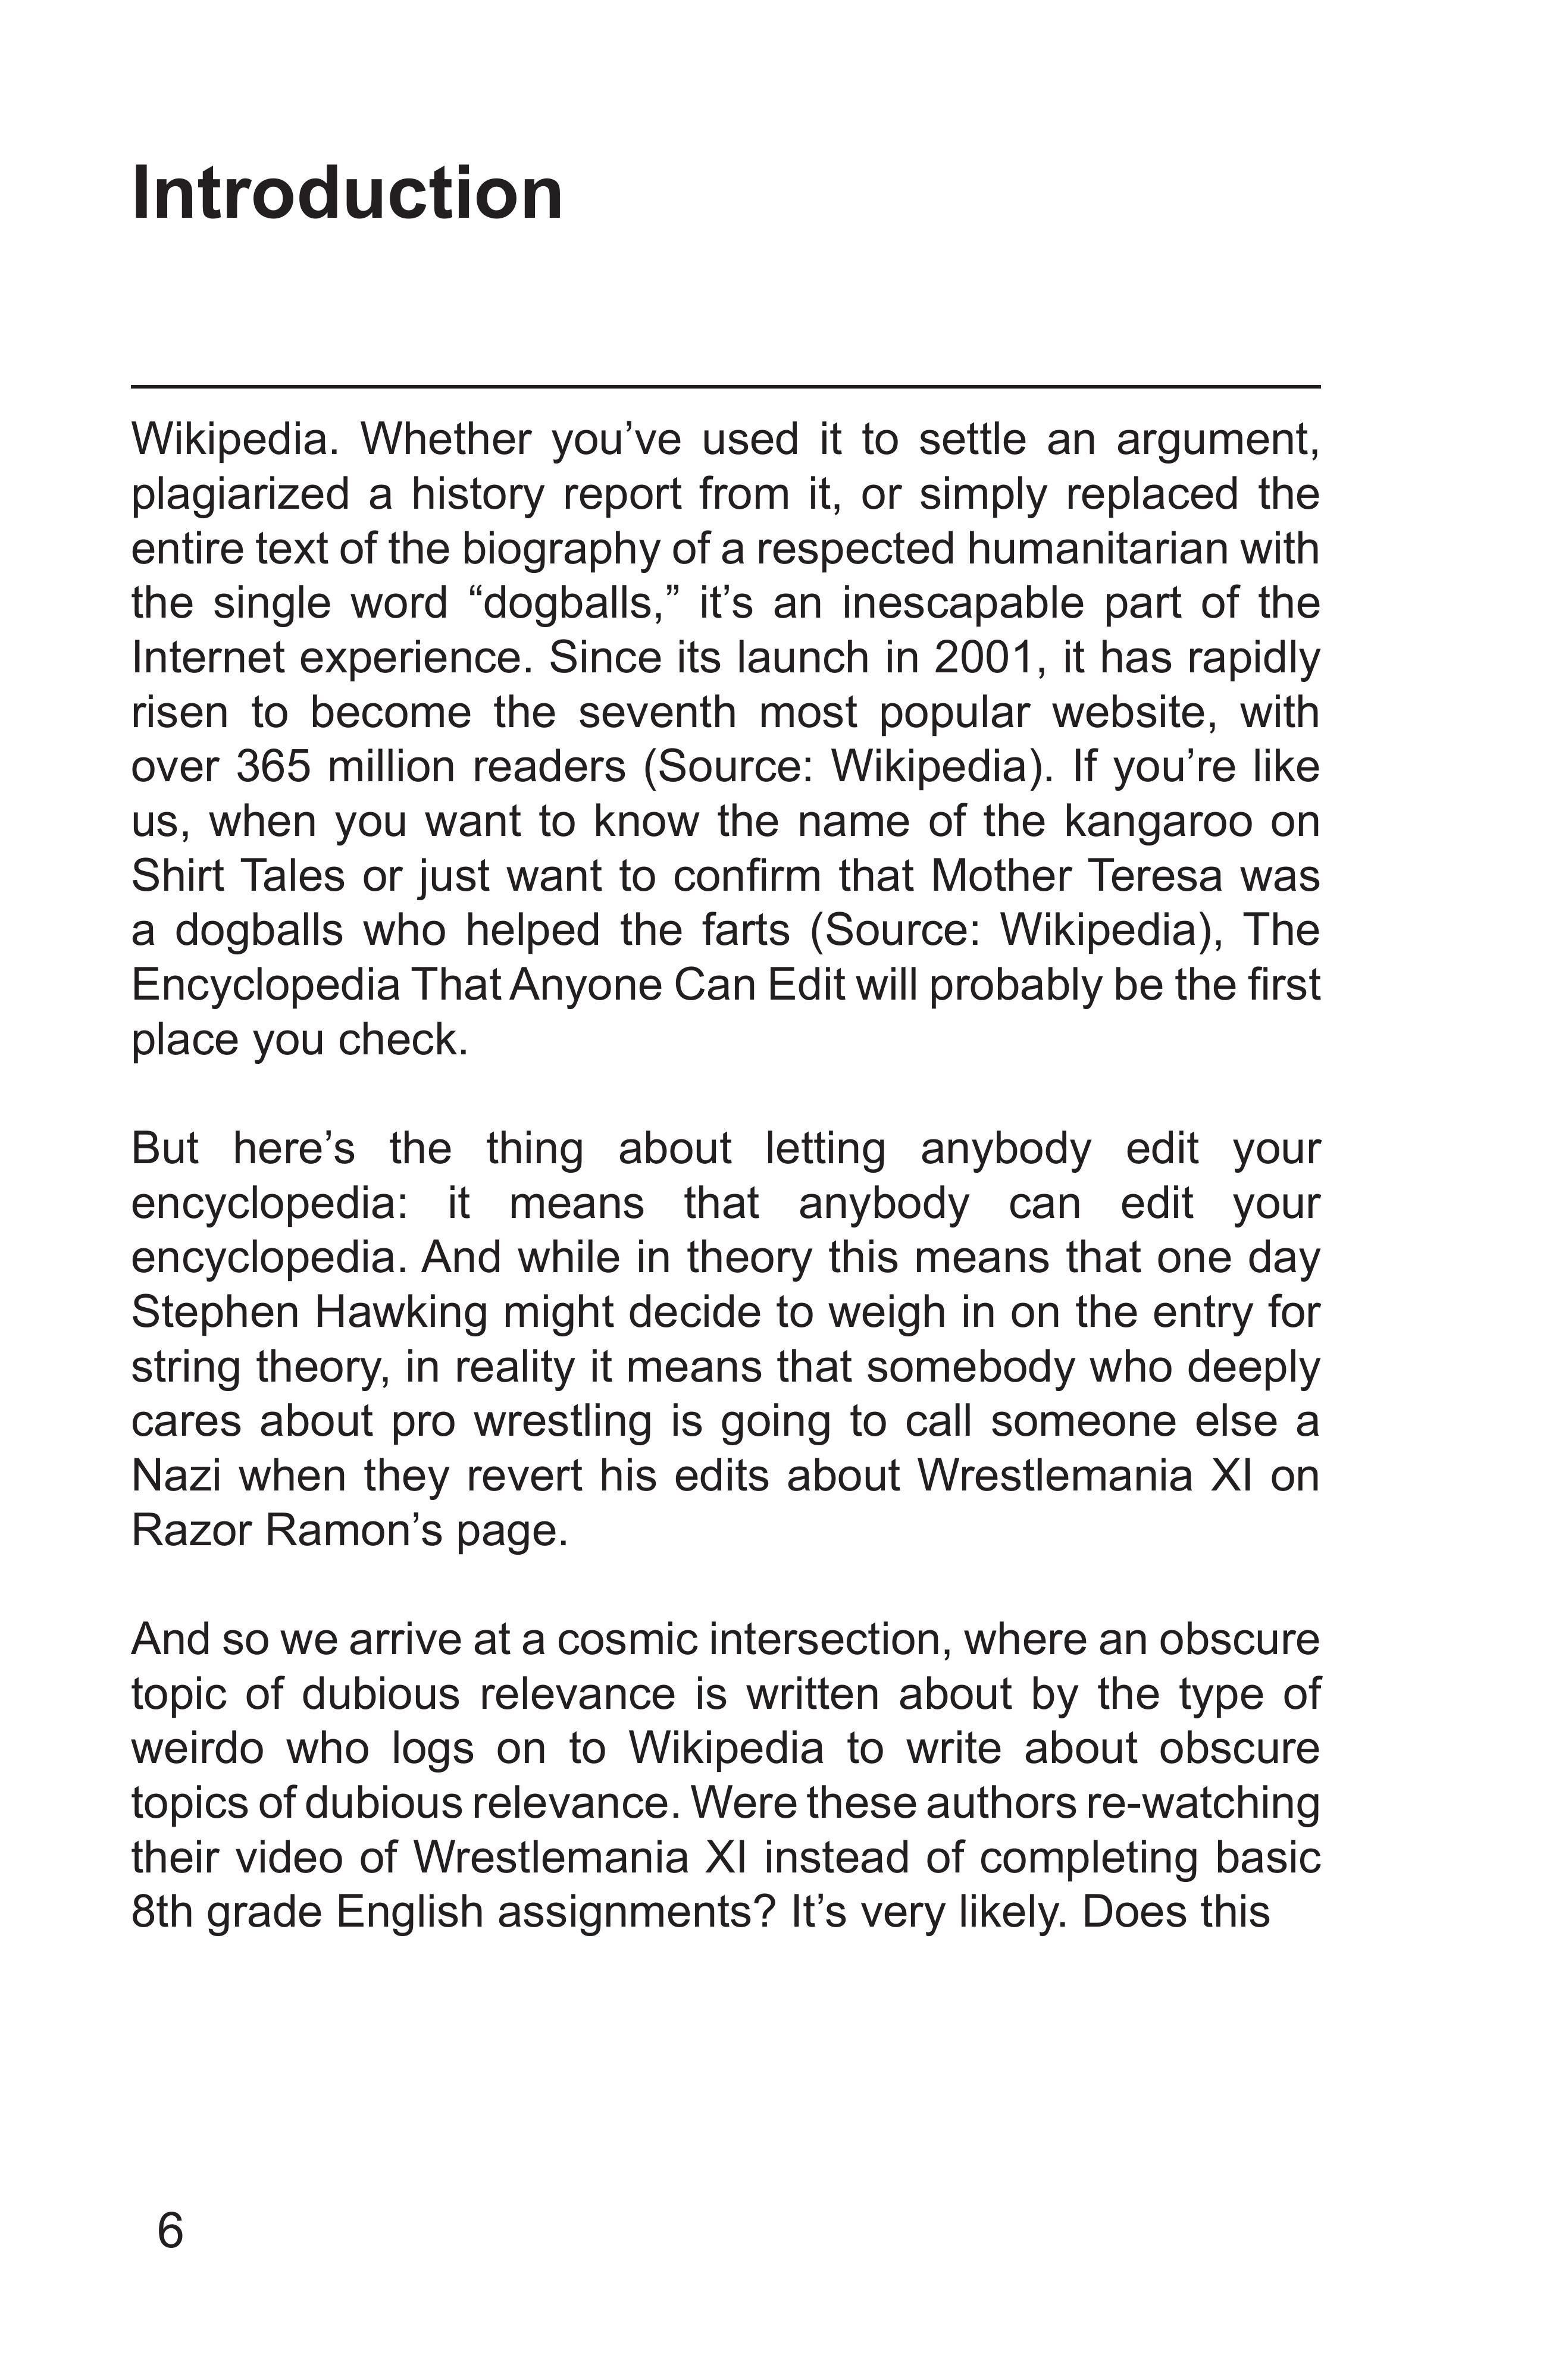 Introduction
Wikipedia. Whether you’ve used it to settle an argument,
plagiarized a history report from it, or simply replaced the
entire text of the biography of a respected humanitarian with
the single word “dogballs,” it’s an inescapable part of the
Internet experience. Since its launch in 2001, it has rapidly
risen to become the seventh most popular website, with
over 365 million readers (Source: Wikipedia). If you’re like
us, when you want to know the name of the kangaroo on
Shirt Tales or just want to confirm that Mother Teresa was
a dogballs who helped the farts (Source: Wikipedia), The
Encyclopedia That Anyone Can Edit will probably be the first
place you check.
But here’s the thing about letting anybody edit your
encyclopedia: it means that anybody can edit your
encyclopedia. And while in theory this means that one day
Stephen Hawking might decide to weigh in on the entry for
string theory, in reality it means that somebody who deeply
cares about pro wrestling is going to call someone else a
Nazi when they revert his edits about Wrestlemania XI on
Razor Ramon’s page.
And so we arrive at a cosmic intersection, where an obscure
topic of dubious relevance is written about by the type of
weirdo who logs on to Wikipedia to write about obscure
topics of dubious relevance. Were these authors re-watching
their video of Wrestlemania XI instead of completing basic
8th grade English assignments? It’s very likely. Does this
6